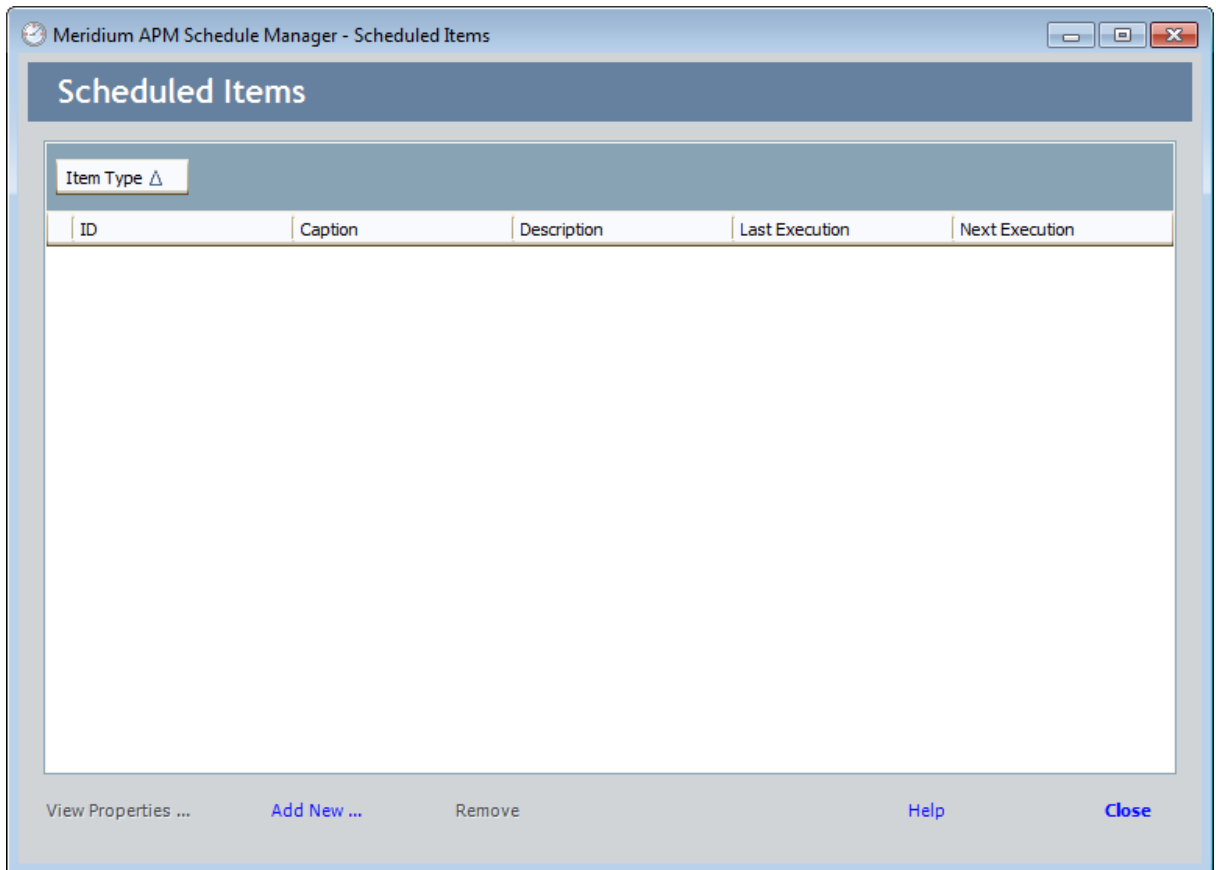 Meridium APM Schedule Manager - Scheduled Items
Scheduled Items
Item Type △
ID Caption Description Last Execution Next Execution
View Properties ... Add New ... Remove Help Close